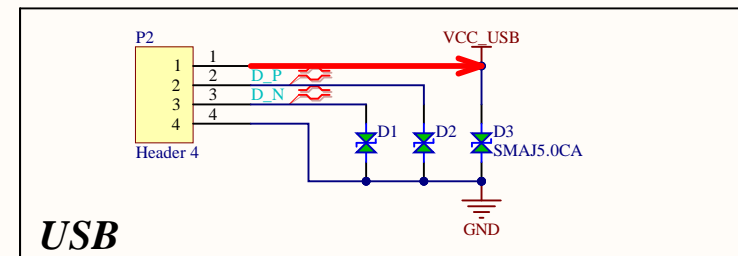 P2
VCC_USB
1
1
D_P
2
2
D_N
3
3
4
4
D1
D2
D3
SMAJ5.0CA
Header 4
GND
USB